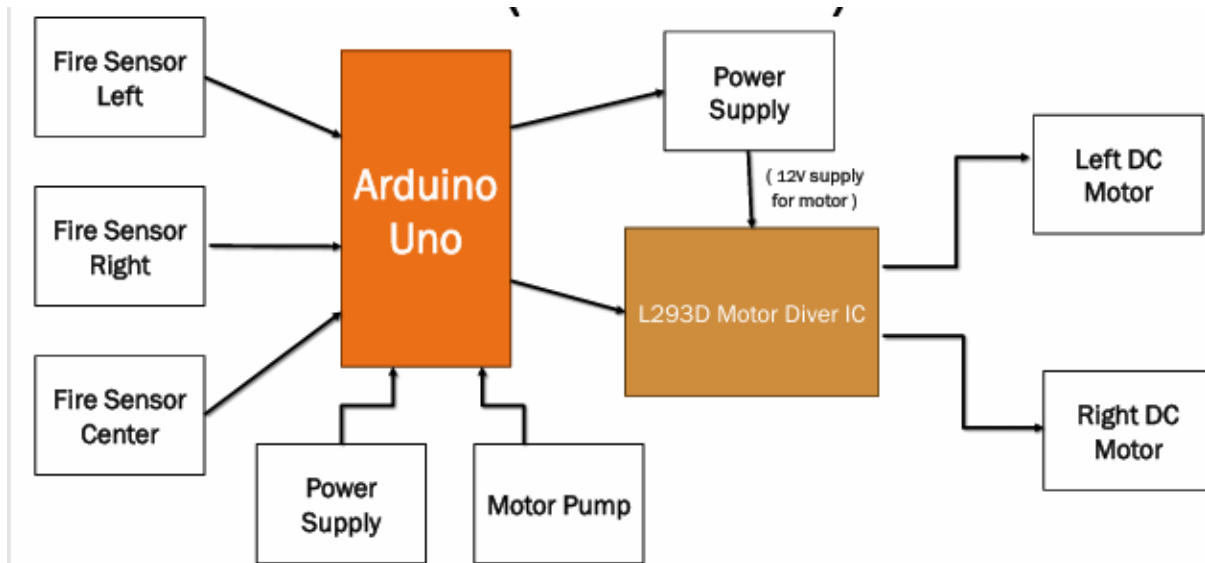 Fire Sensor
Left
Fire Sensor
Right
Fire Sensor
Center
Arduino
Uno
Power
Supply
Motor Pump
Power
Supply
( 12V supply
for motor )
L293D Motor Diver IC
Left DC
Motor
Right DC
Motor